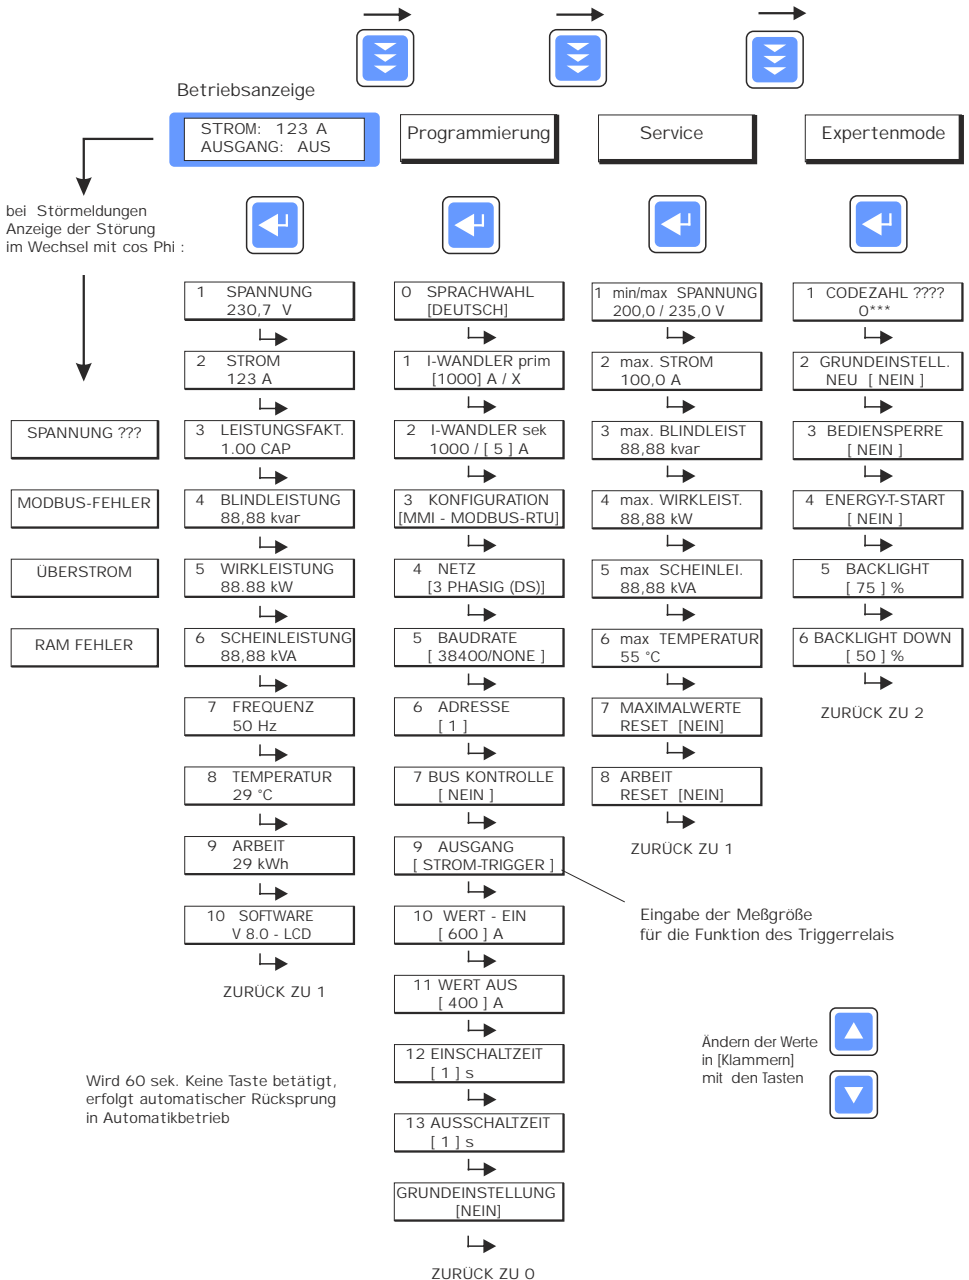 Betriebsanzeige
STROM: 123 A
AUSGANG: AUS
Programmierung
Service
Expertenmode
bei Störmeldungen
Anzeige der Störung
im Wechsel mit cos Phi :
SPANNUNG ???
MODBUS-FEHLER
ÜBERSTROM
RAM FEHLER
1 SPANNUNG
230,7 V
2 STROM
123 A
3 LEISTUNGSFAKT.
1.00 CAP
4 BLINDLEISTUNG
88,88 kvar
5 WIRKLEISTUNG
88.88 kW
6 SCHEINLEISTUNG
88,88 kVA
7 FREQUENZ
50 Hz
8 TEMPERATUR
29 °C
9 ARBEIT
29 kWh
10 SOFTWARE
V 8.0 - LCD
ZURÜCK ZU 1
0 SPRACHWAHL
[DEUTSCH]
1 I-WANDLER prim
[1000] A / X
2 I-WANDLER sek
1000 / [ 5 ] A
3 KONFIGURATION
[MMI - MODBUS-RTU]
4 NETZ
[3 PHASIG (DS)]
5 BAUDRATE
[ 38400/NONE ]
6 ADRESSE
[ 1 ]
7 BUS KONTROLLE
[ NEIN ]
9 AUSGANG
[ STROM-TRIGGER ]
10 WERT - EIN
[ 600 ] A
11 WERT AUS
[ 400 ] A
12 EINSCHALTZEIT
[ 1 ] s
13 AUSSCHALTZEIT
[ 1 ] s
GRUNDEINSTELLUNG
[NEIN]
ZURÜCK ZU 0
1 min/max SPANNUNG
200,0 / 235,0 V
2 max. STROM
100,0 A
3 max. BLINDLEIST
88,88 kvar
4 max. WIRKLEIST.
88,88 kW
5 max SCHEINLEI.
88,88 kVA
6 max TEMPERATUR
55 °C
7 MAXIMALWERTE
RESET [NEIN]
8 ARBEIT
RESET [NEIN]
ZURÜCK ZU 1
1 CODEZAHL ????
0***
2 GRUNDEINSTELL.
NEU [ NEIN ]
3 BEDIENSPERRE
[ NEIN ]
4 ENERGY-T-START
[ NEIN ]
5 BACKLIGHT
[ 75 ] %
6 BACKLIGHT DOWN
[ 50 ] %
ZURÜCK ZU 2
Eingabe der Meßgröße
für die Funktion des Triggerrelais
Ändern der Werte
in [Klammern]
mit den Tasten
Wird 60 sek. Keine Taste betätigt,
erfolgt automatischer Rücksprung
in Automatikbetrieb